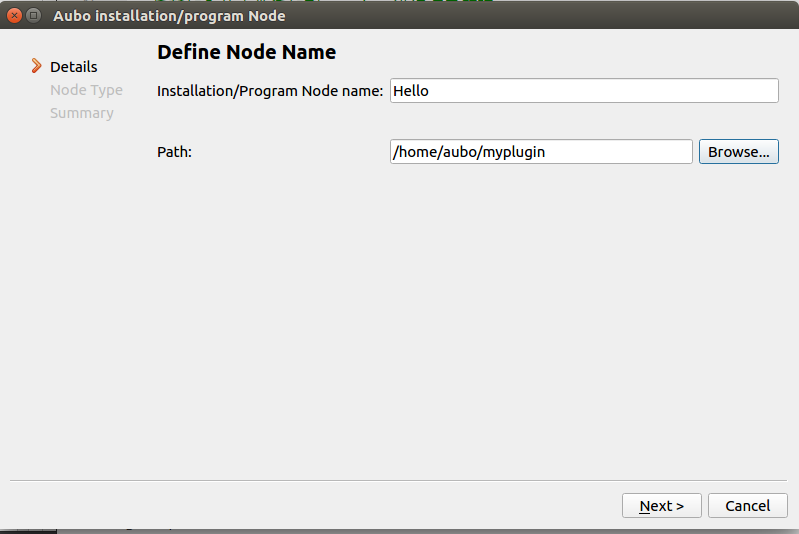 Aubo installation/program Node
Define Node Name
Details
Node Type
Summary
Installation/Program Node name: Hello
Path: /home/aubo/myplugin Browse...
Next > Cancel